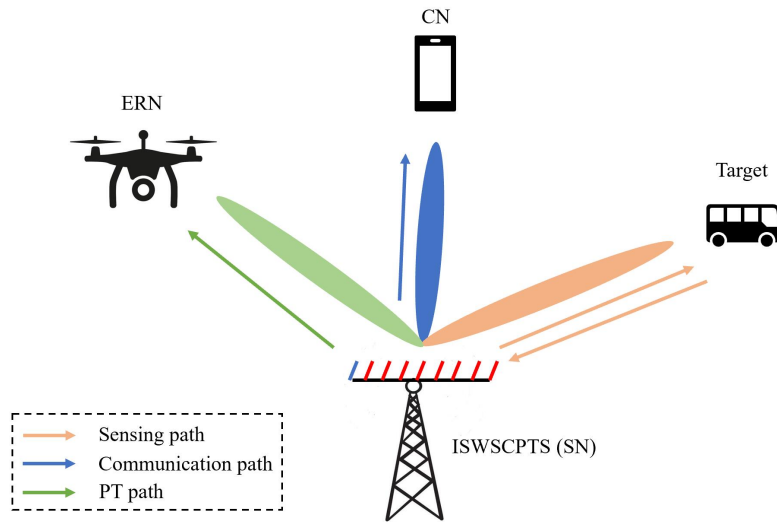 CN
ERN
Target
ISWSCPTS (SN)
Sensing path
Communication path
PT path